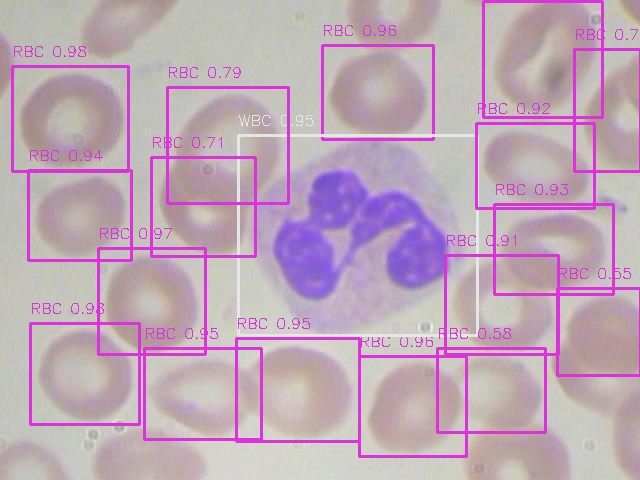 RBC 0.96
RBC 0.98
RBC 0.79
RBC 0.7
RBC 0.92
WBC 0.95
RBC 0.71
RBC 0.94
RBC 0.93
RBC 0.97
RBC 0.91
RBC 0.55
RBC 0.98
RBC 0.95
RBC 0.95
RBC 0.96
RBC 0.58